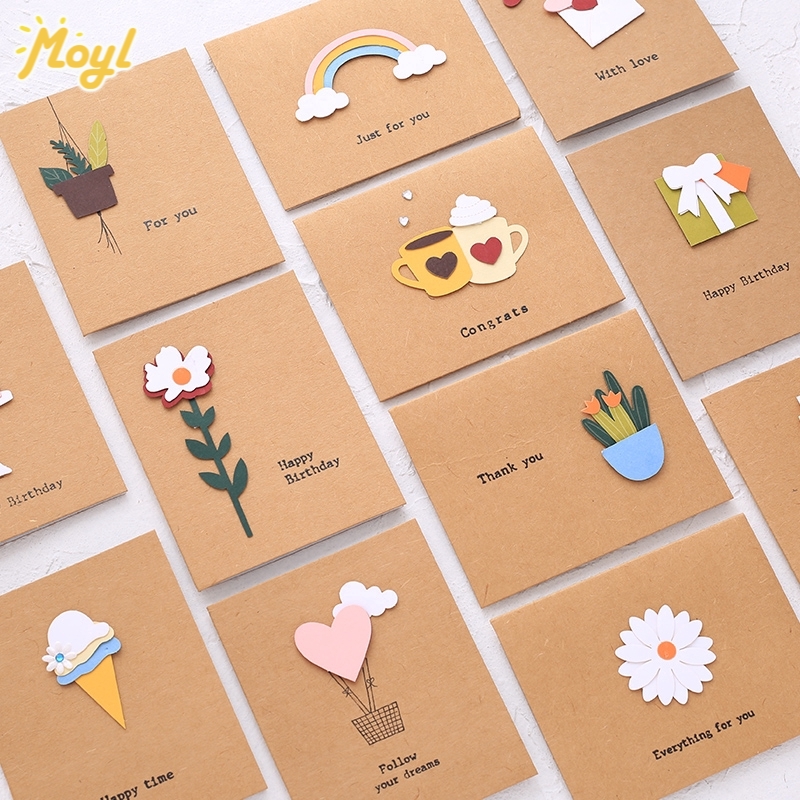 Moyl
Just for you
With love
For you
Happy Birthday
Congrats
Thank you
Happy
Birthday
Birthday
Happy time
Follow
your dreams
Everything for you